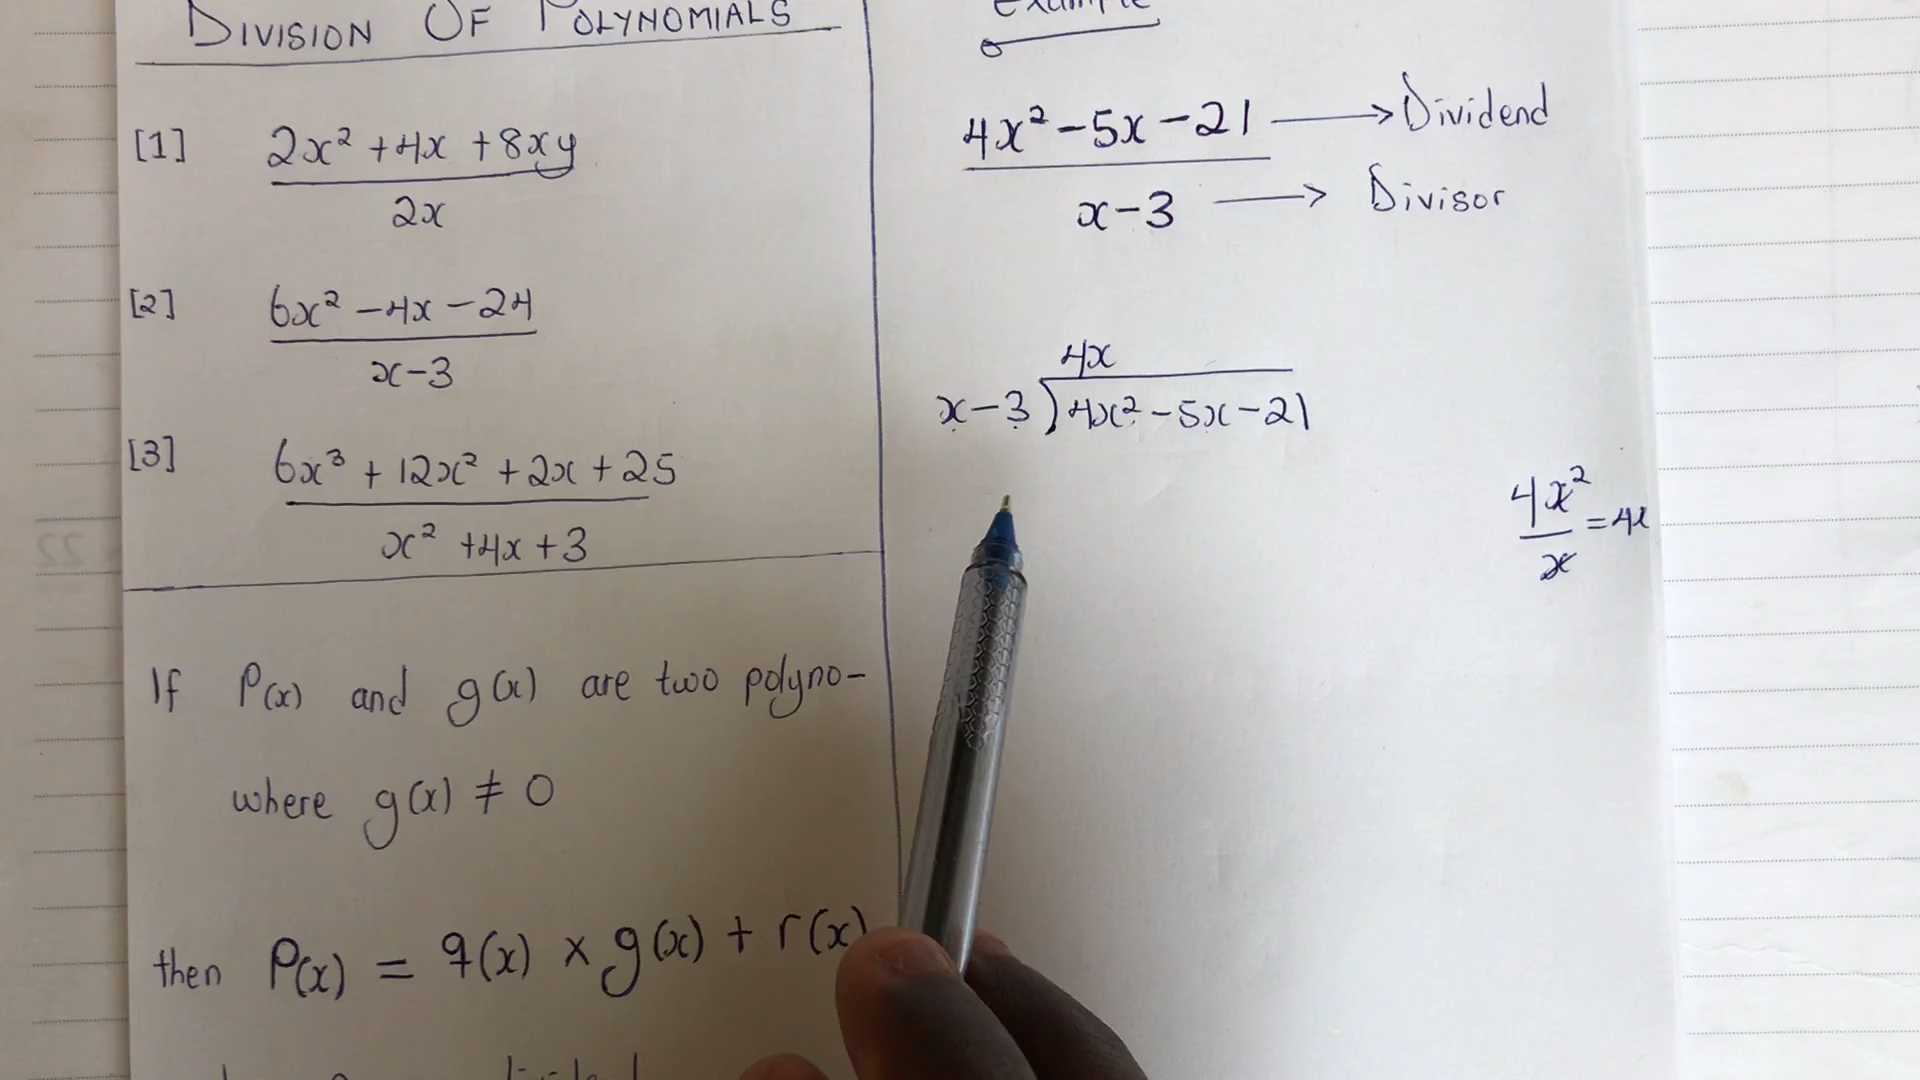 DIVISION OF POLYNOMIALS
[1] 2x² + 4x + 8xy
2x
[2] 6x² - 4x - 24
x - 3
[3] 6x³ + 12x² + 2x + 25
x² + 4x + 3
If P(x) and g(x) are two polyno-
where g(x) ≠ 0
then P(x) = q(x) × g(x) + r(x)
Example
4x² - 5x - 21 → Dividend
x - 3 → Divisor
4x
x - 3 ) 4x² - 5x - 21
4x²
x
= 4x
22